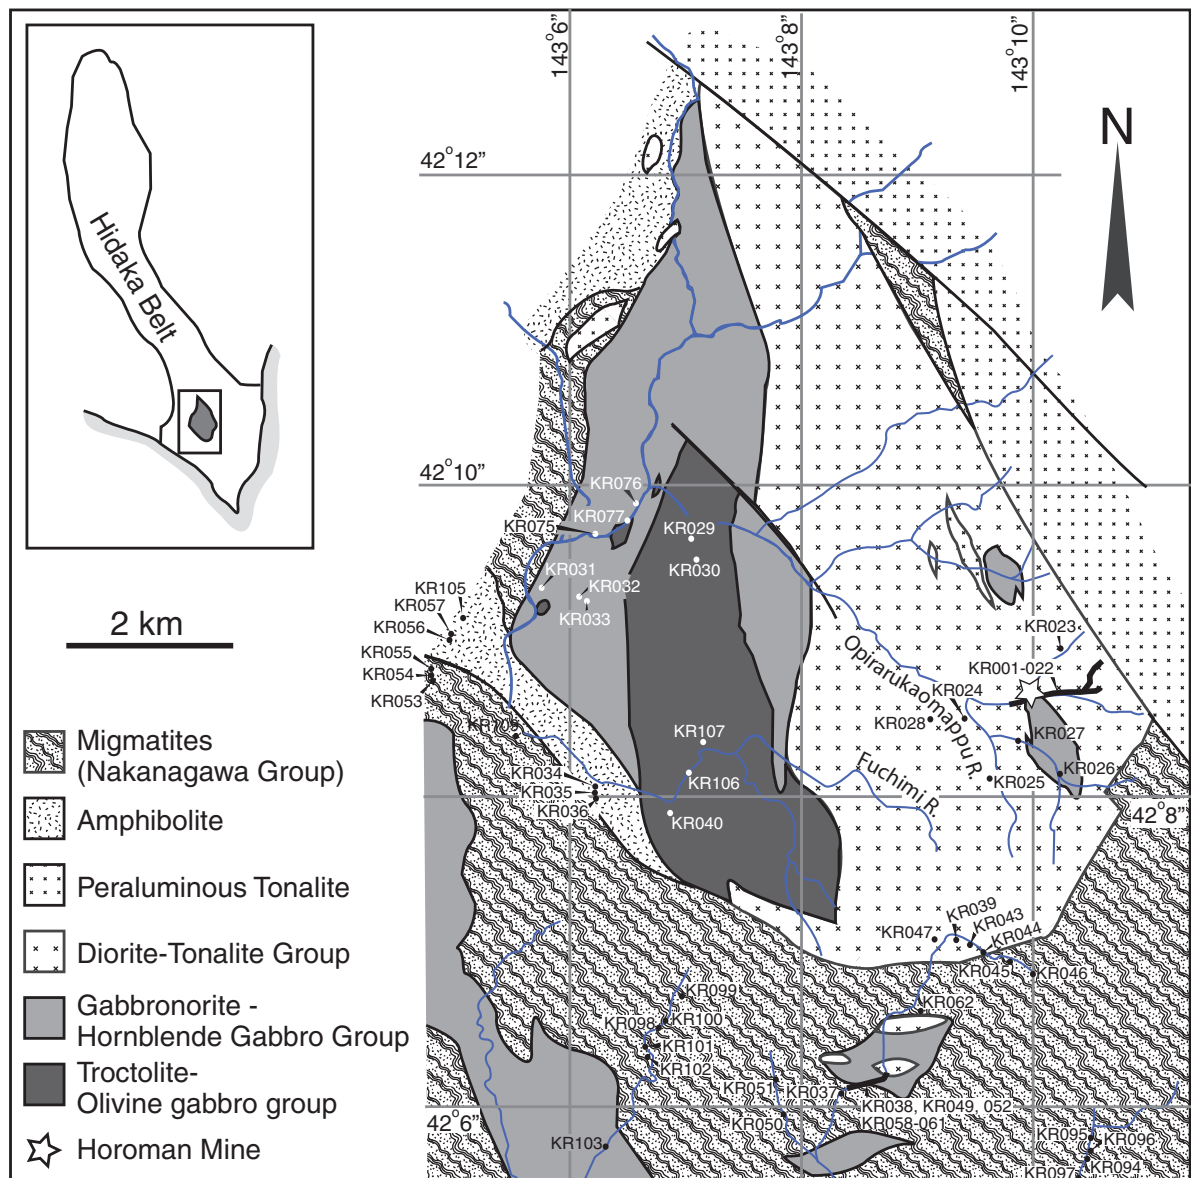 143°6”
143°8”
143°10”
N
42°12”
Hidaka Belt
42°10”
KR076
KR077
KR075
KR029
KR030
KR031
KR032
KR033
KR105
KR057
KR056
KR055
KR054
KR053
2 km
KR023
KR001-022
Opirarukaomappu R.
KR024
KR028
KR027
KR026
KR025
KR107
KR106
KR040
Fuchimi R.
KR034
KR035
KR036
42°8”
Migmatites
(Nakanagawa Group)
Amphibolite
Peraluminous Tonalite
Diorite-Tonalite Group
Gabbronorite -
Hornblende Gabbro Group
Troctolite-
Olivine gabbro group
Horoman Mine
KR039
KR043
KR044
KR047
KR045
KR046
KR099
KR062
KR098
KR100
KR101
KR102
KR051
KR037
KR038, KR049, 052
KR058-061
KR050
42°6”
KR103
KR095
KR096
KR094
KR097